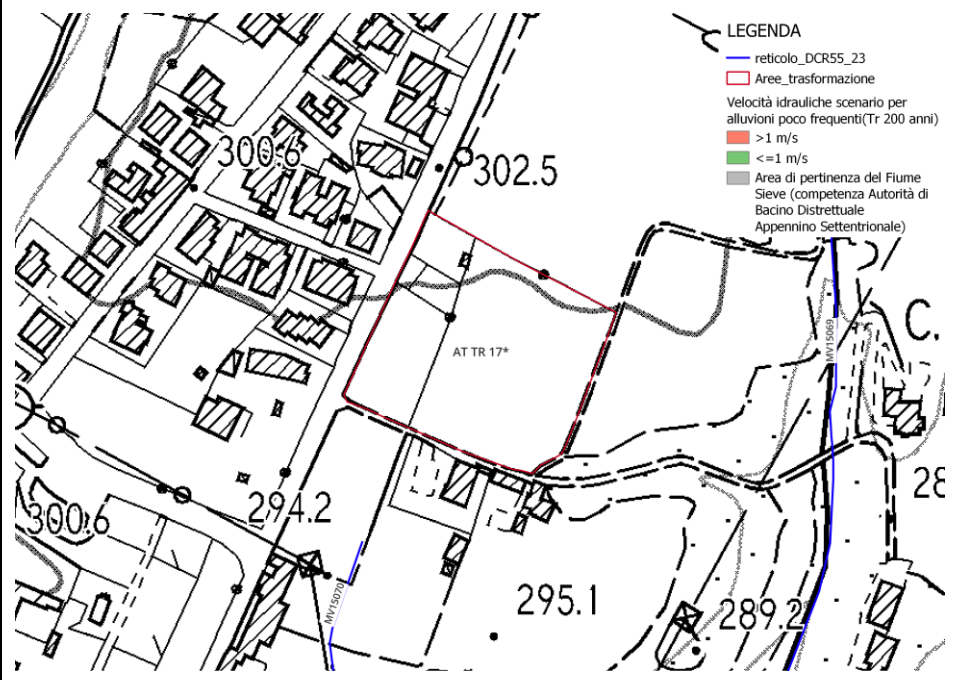 LEGENDA
reticolo_DCR55_23
Aree_trasformazione
Velocità idrauliche scenario per
alluvioni poco frequenti(Tr 200 anni)
>1 m/s
<=1 m/s
Area di pertinenza del Fiume
Sieve (competenza Autorità di
Bacino Distrettuale
Appennino Settentrionale)
300.6
302.5
AT TR 17*
MV15069
C.
28
300.6
294.2
MV15070
295.1
289.2